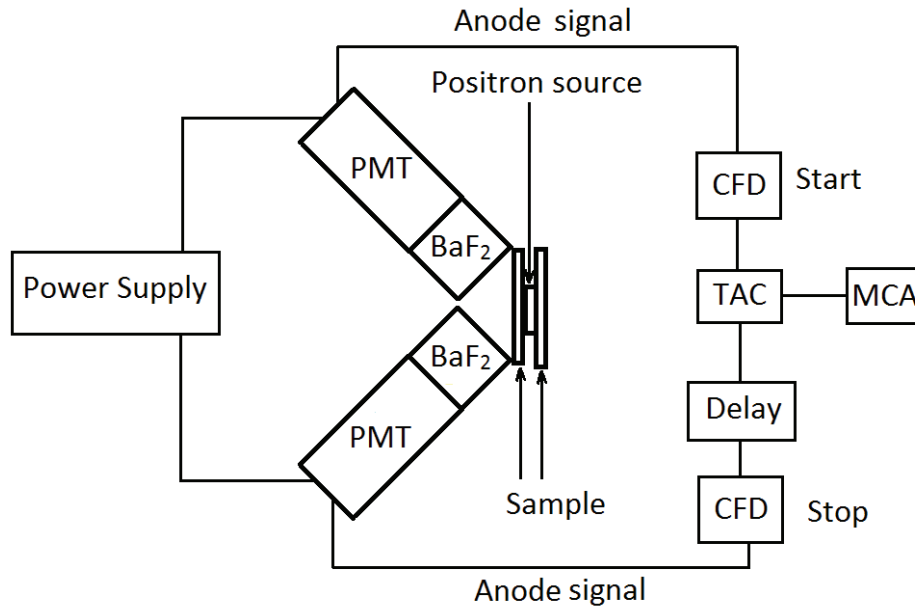 Anode signal
Positron source
PMT
CFD
Start
BaF₂
Power Supply
TAC
MCA
BaF₂
Delay
PMT
Sample
CFD
Stop
Anode signal